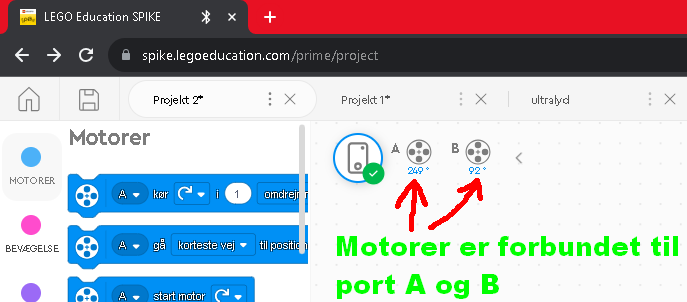 LEGO Education SPIKE
spike.legoeducation.com/prime/project
Projekt 2*
Projekt 1*
ultralyd
Motorer
MOTORER
BEVÆGELSE
A kør i 1 omdrejn
A gå korteste vej til position
A start motor
A
249 °
B
92 °
Motorer er forbundet til
port A og B